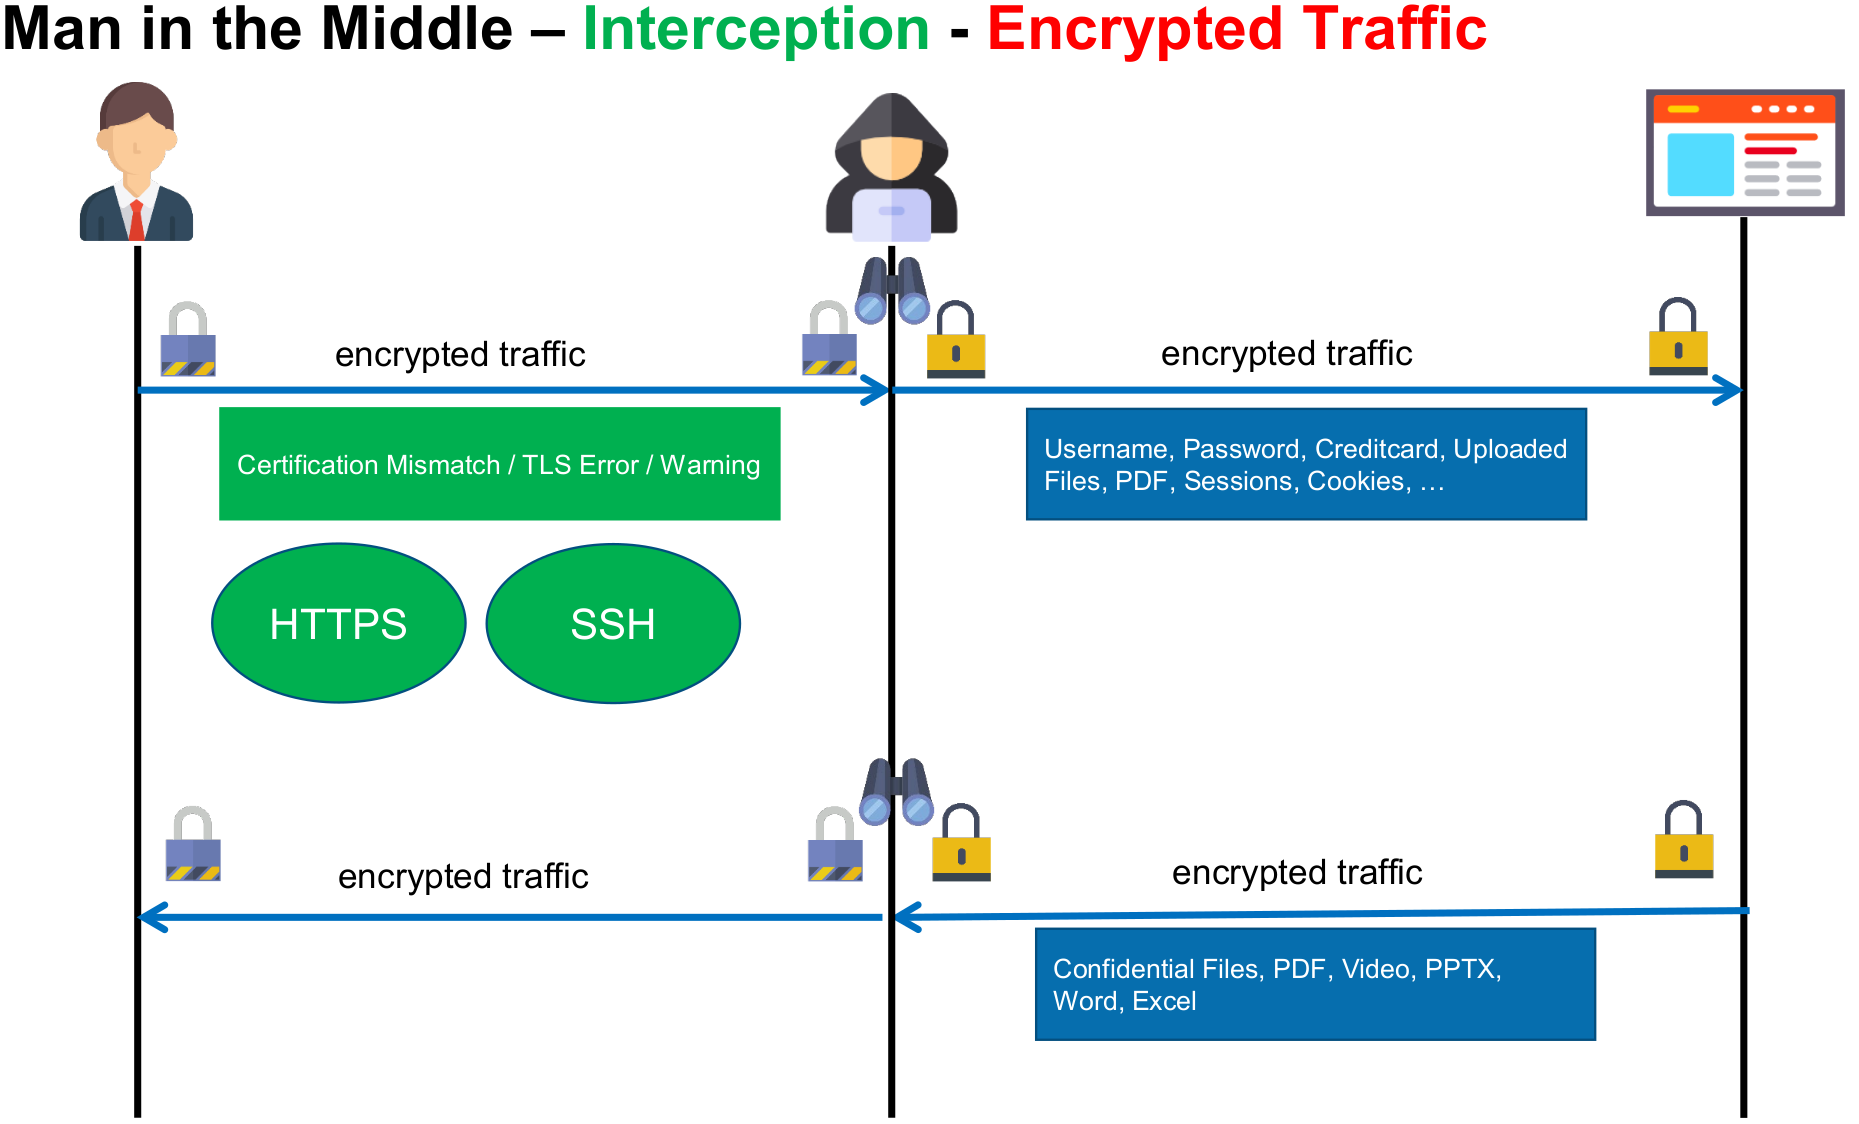 Man in the Middle – Interception - Encrypted Traffic
encrypted traffic
encrypted traffic
Certification Mismatch / TLS Error / Warning
Username, Password, Creditcard, Uploaded
Files, PDF, Sessions, Cookies, …
HTTPS
SSH
encrypted traffic
encrypted traffic
Confidential Files, PDF, Video, PPTX,
Word, Excel